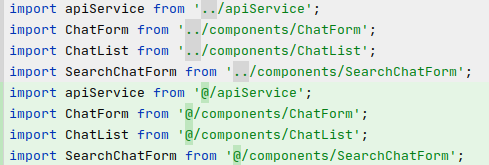 import apiService from '../apiService';
import ChatForm from '../components/ChatForm';
import ChatList from '../components/ChatList';
import SearchChatForm from '../components/SearchChatForm';
import apiService from '@/apiService';
import ChatForm from '@/components/ChatForm';
import ChatList from '@/components/ChatList';
import SearchChatForm from '@/components/SearchChatForm';